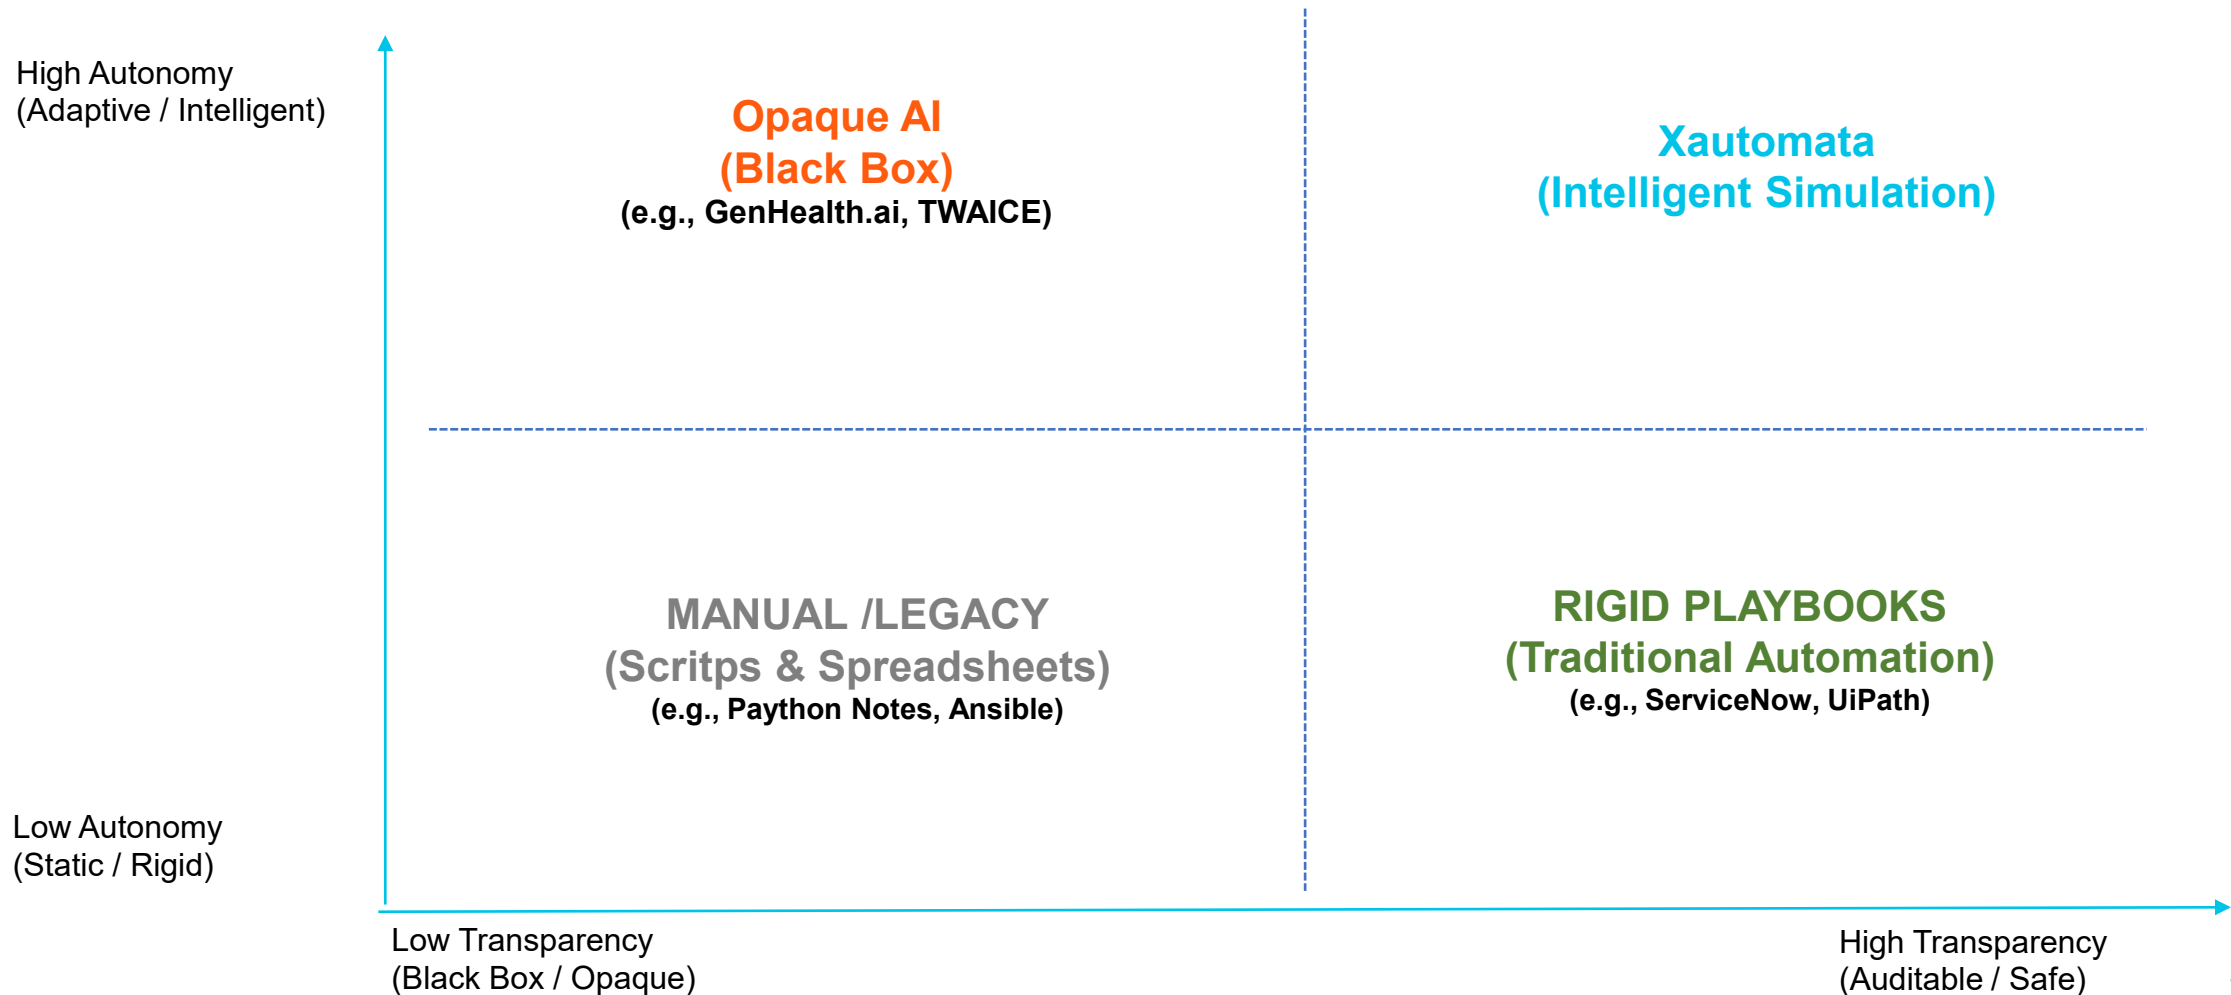 High Autonomy
(Adaptive / Intelligent)
Opaque AI
(Black Box)
(e.g., GenHealth.ai, TWAICE)
Xautomata
(Intelligent Simulation)
MANUAL /LEGACY
(Scritps & Spreadsheets)
(e.g., Paython Notes, Ansible)
RIGID PLAYBOOKS
(Traditional Automation)
(e.g., ServiceNow, UiPath)
Low Autonomy
(Static / Rigid)
Low Transparency
(Black Box / Opaque)
High Transparency
(Auditable / Safe)